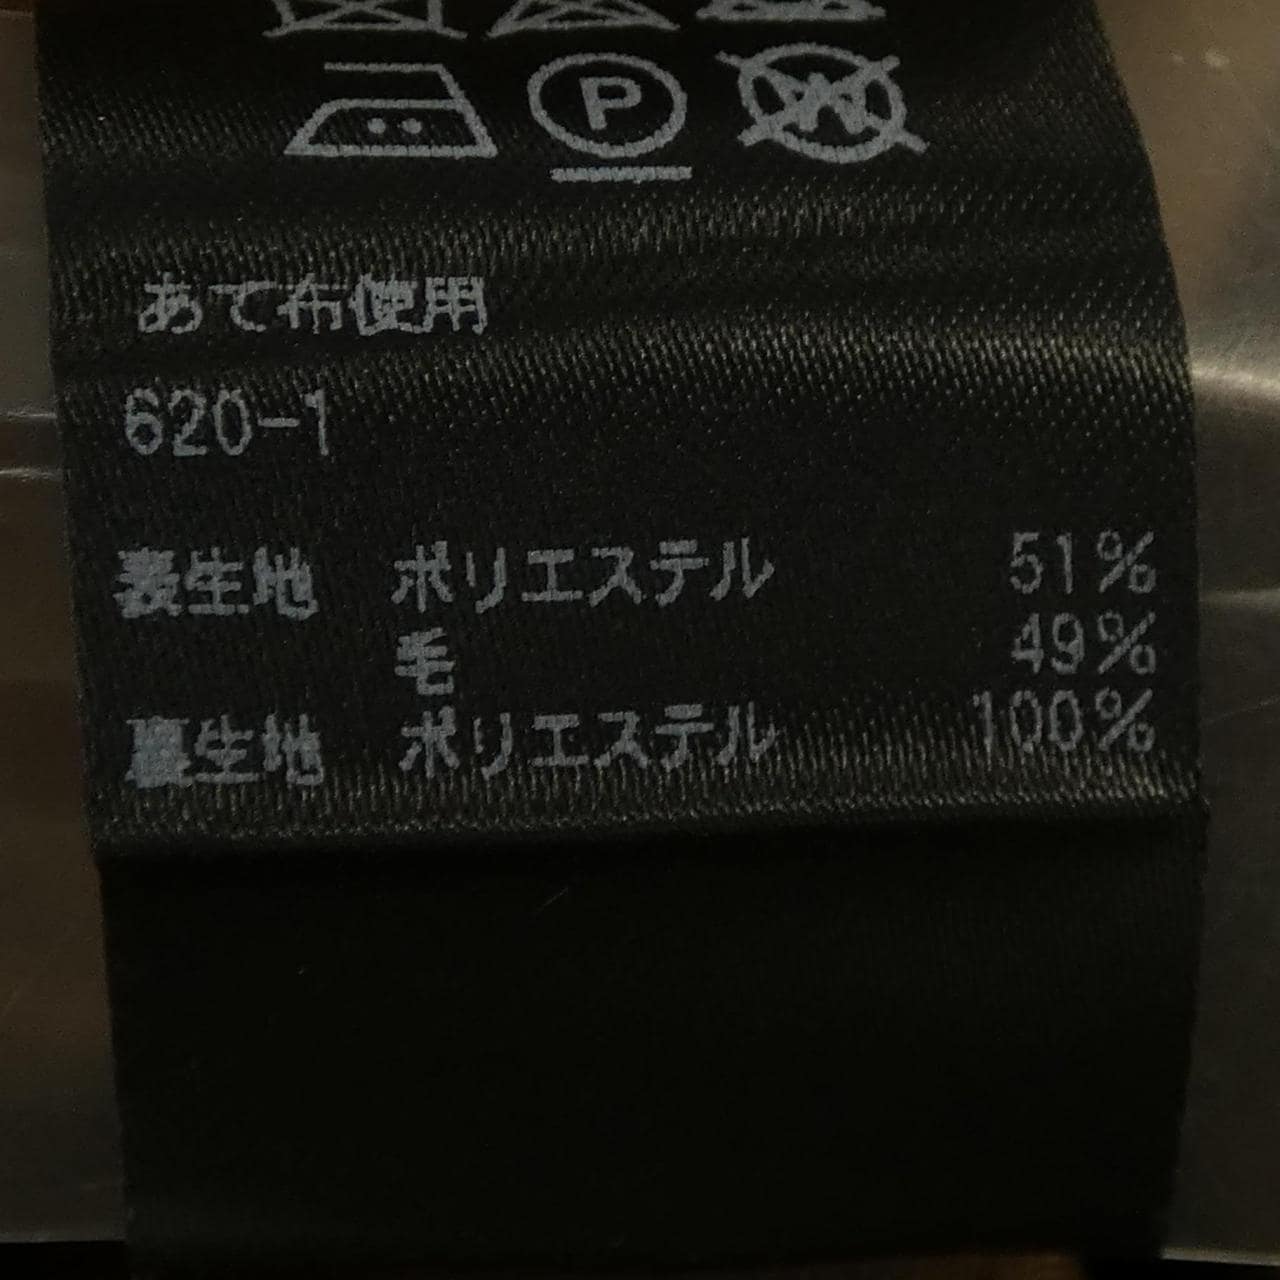 P
W
あて布使用
620-1
表生地 ポリエステル 51%
毛 49%
裏生地 ポリエステル 100%